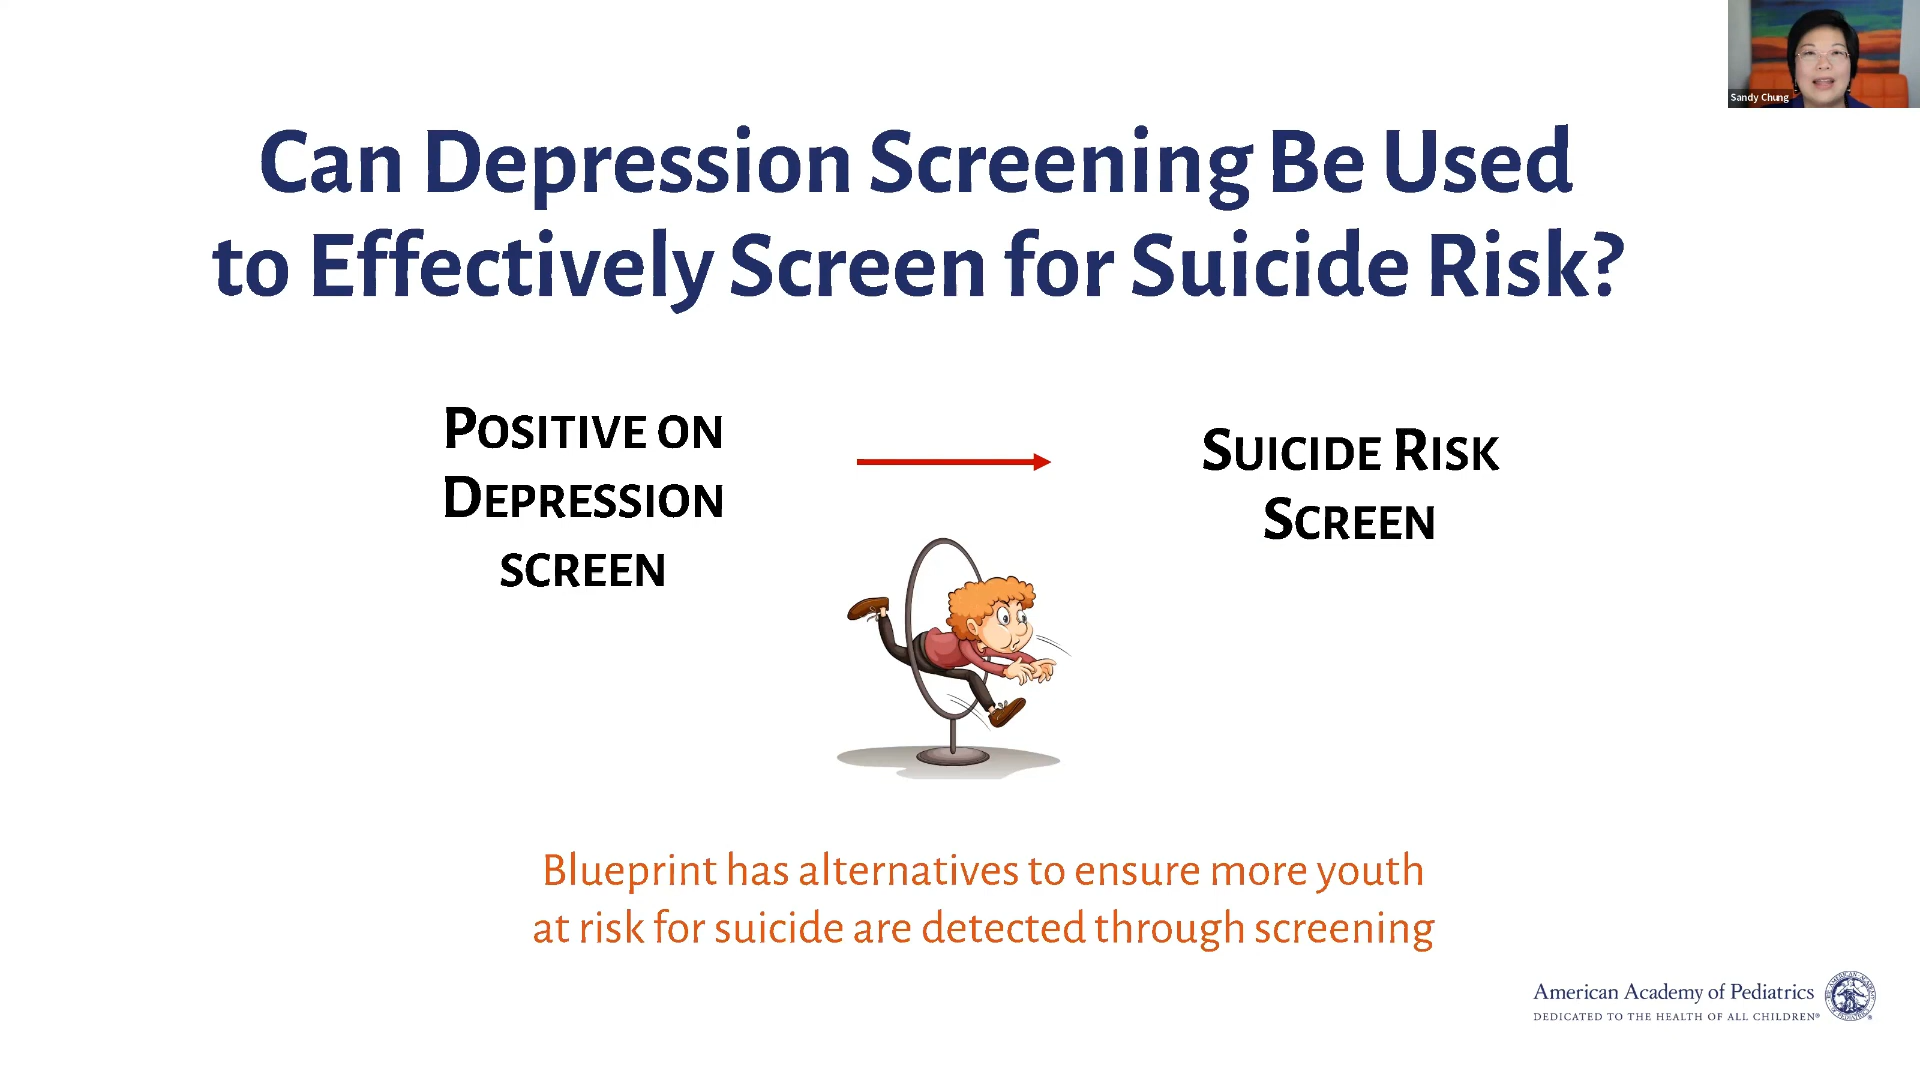 Sandy Chung
Can Depression Screening Be Used
to Effectively Screen for Suicide Risk?
POSITIVE ON
DEPRESSION
SCREEN
SUICIDE RISK
SCREEN
Blueprint has alternatives to ensure more youth
at risk for suicide are detected through screening
American Academy of Pediatrics
DEDICATED TO THE HEALTH OF ALL CHILDREN®